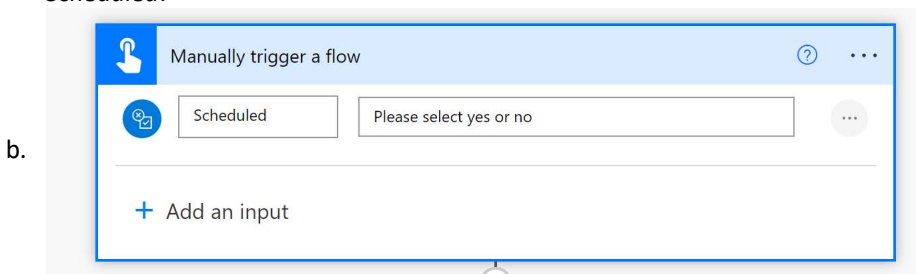 scheduled.
Manually trigger a flow
Scheduled Please select yes or no
b.
+ Add an input